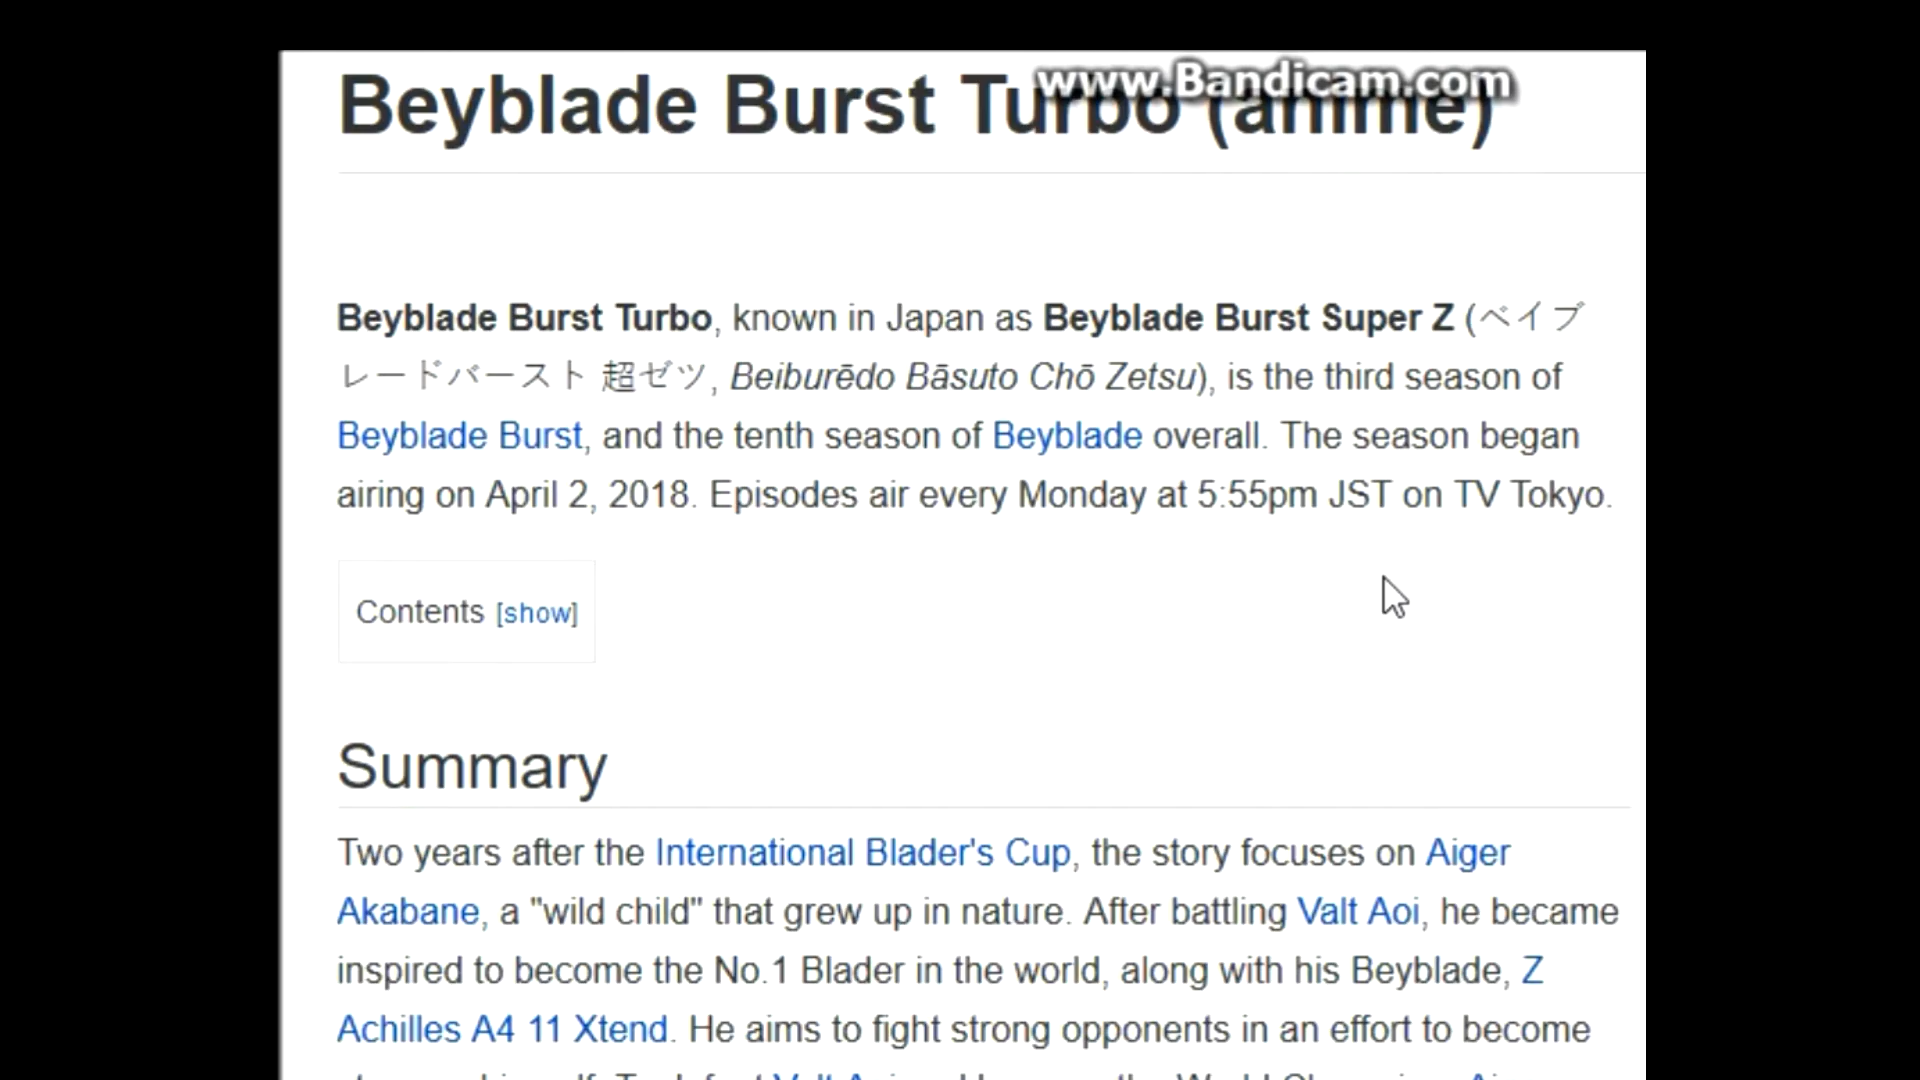 www.Bandicam.com
Beyblade Burst Turbo (anime)
Beyblade Burst Turbo, known in Japan as Beyblade Burst Super Z (ベイブ
レードバースト 超ゼツ, Beiburēdo Bāsuto Chō Zetsu), is the third season of
Beyblade Burst, and the tenth season of Beyblade overall. The season began
airing on April 2, 2018. Episodes air every Monday at 5:55pm JST on TV Tokyo.
Contents [show]
Summary
Two years after the International Blader's Cup, the story focuses on Aiger
Akabane, a "wild child" that grew up in nature. After battling Valt Aoi, he became
inspired to become the No.1 Blader in the world, along with his Beyblade, Z
Achilles A4 11 Xtend. He aims to fight strong opponents in an effort to become